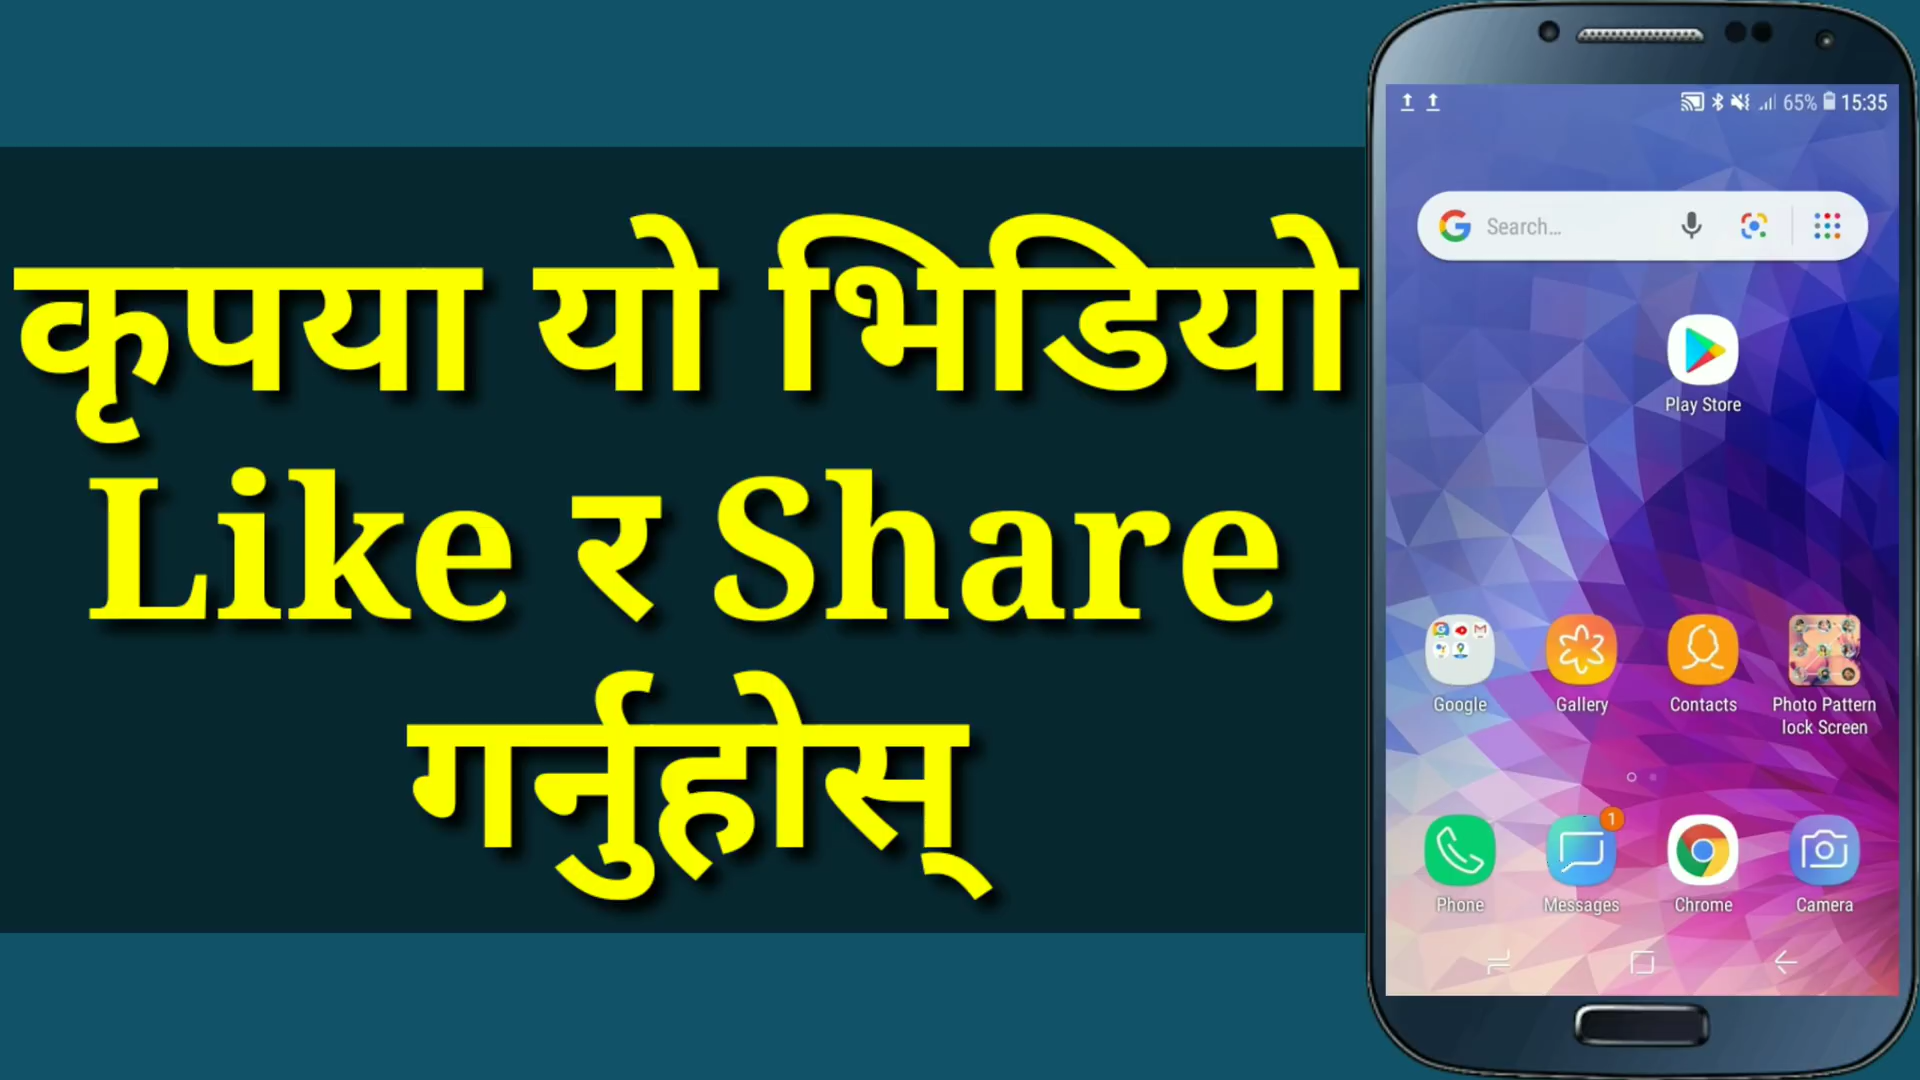 कृपया यो भिडियो
Like र Share
गर्नुहोस्
65% 15:35
Search...
Play Store
Google Gallery Contacts Photo Pattern
lock Screen
1
Phone Messages Chrome Camera